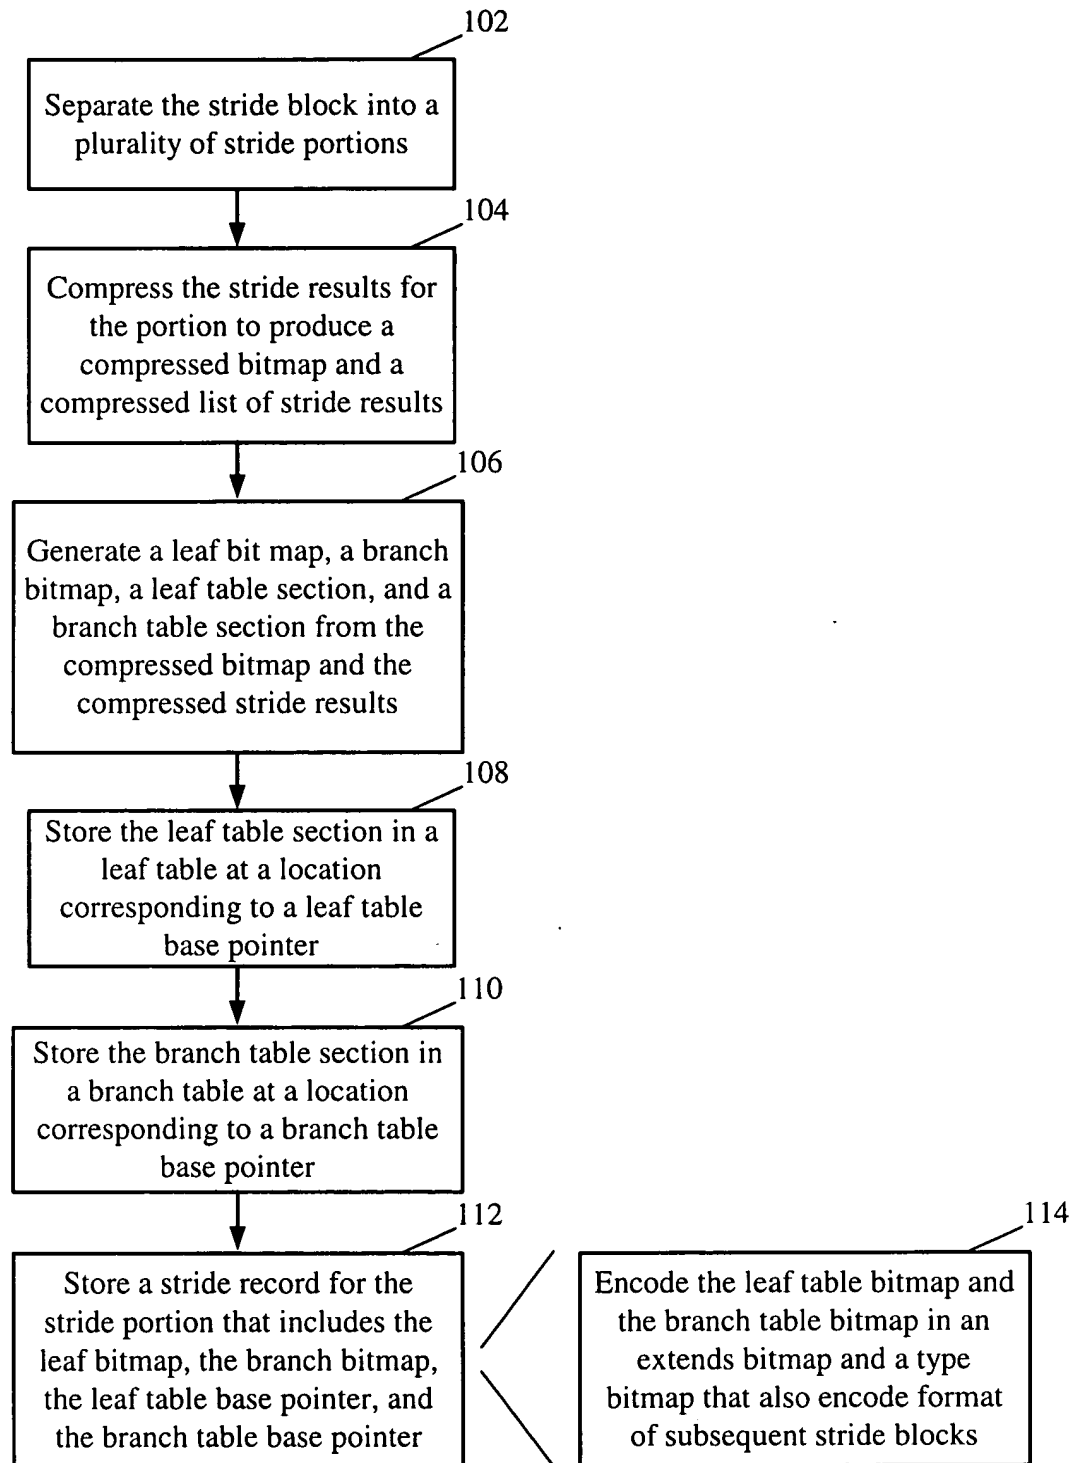 102
Separate the stride block into a
plurality of stride portions
104
Compress the stride results for
the portion to produce a
compressed bitmap and a
compressed list of stride results
106
Generate a leaf bit map, a branch
bitmap, a leaf table section, and a
branch table section from the
compressed bitmap and the
compressed stride results
108
Store the leaf table section in a
leaf table at a location
corresponding to a leaf table
base pointer
110
Store the branch table section in
a branch table at a location
corresponding to a branch table
base pointer
112
Store a stride record for the
stride portion that includes the
leaf bitmap, the branch bitmap,
the leaf table base pointer, and
the branch table base pointer
114
Encode the leaf table bitmap and
the branch table bitmap in an
extends bitmap and a type
bitmap that also encode format
of subsequent stride blocks